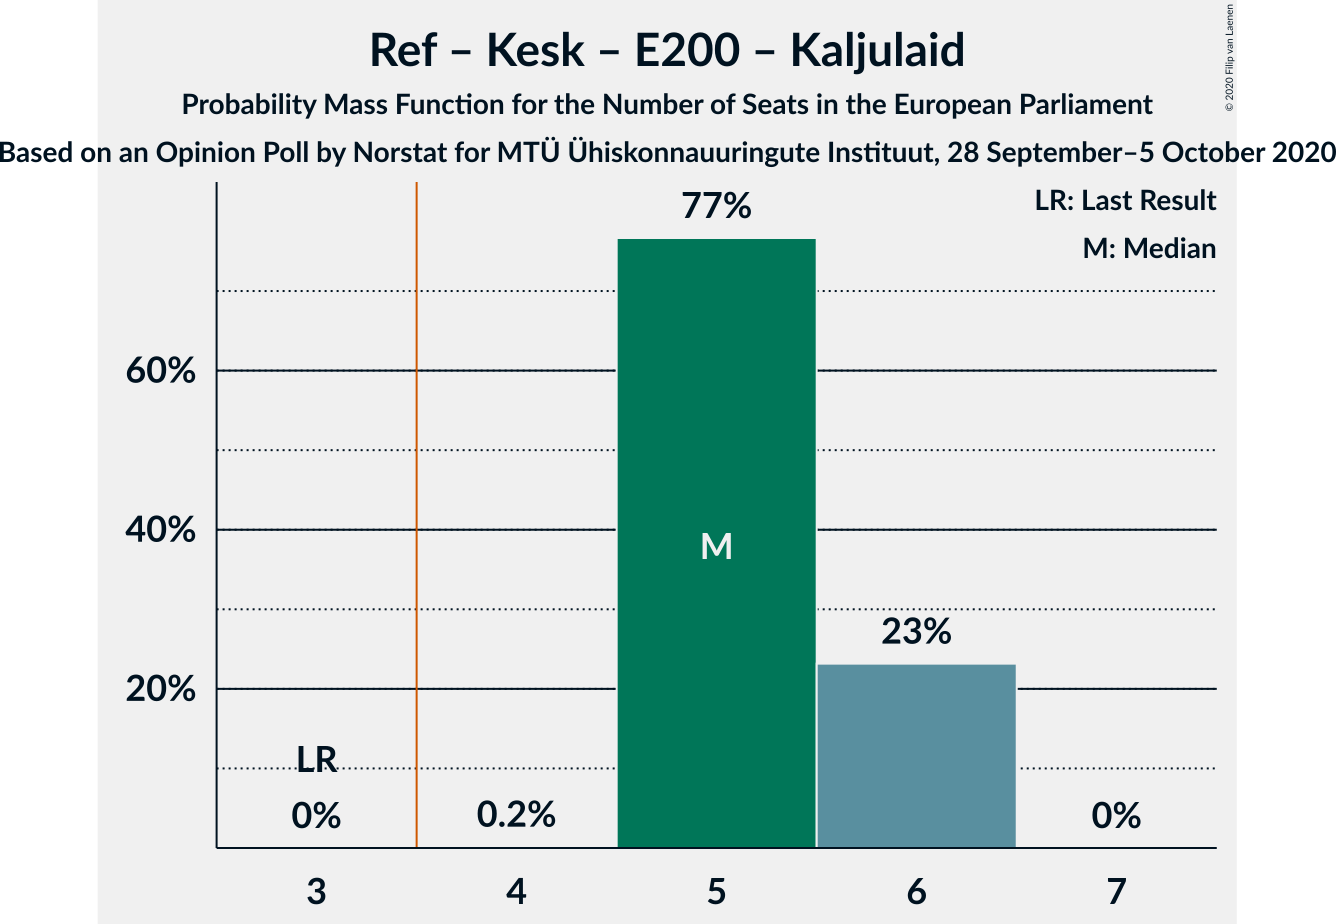 Ref – Kesk – E200 – Kaljulaid
Probability Mass Function for the Number of Seats in the European Parliament
Based on an Opinion Poll by Norstat for MTÜ Ühiskonnauuringute Instituut, 28 September–5 October 2020
© 2020 Filip van Laenen
LR: Last Result
M: Median
77%
60%
40%
M
23%
20%
LR
0%
0.2%
0%
3
4
5
6
7